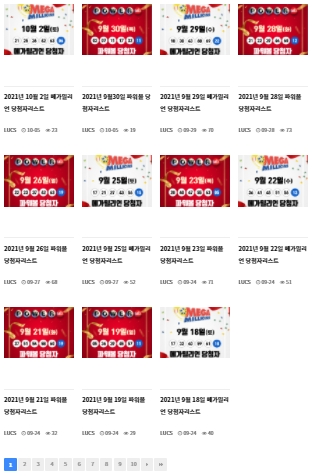 MEGA MILLIONS
10월 2일(토)
메가밀리언 당첨자
POWER
9월 30일(목)
파워볼 당첨자
MEGA MILLIONS
9월 29일(수)
메가밀리언 당첨자
POWER
9월 28일(화)
파워볼 당첨자
2021년 10월 2일 메가밀리
언 당첨자리스트
LUCS 10-05 23
2021년 9월30일 파워볼 당
첨자리스트
LUCS 10-05 19
2021년 9월 29일 메가밀리
언 당첨자리스트
LUCS 09-29 70
2021년 9월 28일 파워볼
당첨자리스트
LUCS 09-28 73
POWER
9월 26일(일)
파워볼 당첨자
MEGA MILLIONS
9월 25일(토)
메가밀리언 당첨자
POWER
9월 23일(목)
파워볼 당첨자
MEGA MILLIONS
9월 22일(수)
메가밀리언 당첨자
2021년 9월 26일 파워볼
당첨자리스트
LUCS 09-27 68
2021년 9월 25일 메가밀리
언 당첨자리스트
LUCS 09-27 52
2021년 9월 23일 파워볼
당첨자리스트
LUCS 09-24 71
2021년 9월 22일 메가밀리
언 당첨자리스트
LUCS 09-24 51
POWER
9월 21일(화)
파워볼 당첨자
POWER
9월 19일(일)
파워볼 당첨자
MEGA MILLIONS
9월 18일(토)
메가밀리언 당첨자
2021년 9월 21일 파워볼
당첨자리스트
LUCS 09-24 32
2021년 9월 19일 파워볼
당첨자리스트
LUCS 09-24 29
2021년 9월 18일 메가밀리
언 당첨자리스트
LUCS 09-24 40
1 2 3 4 5 6 7 8 9 10 › »